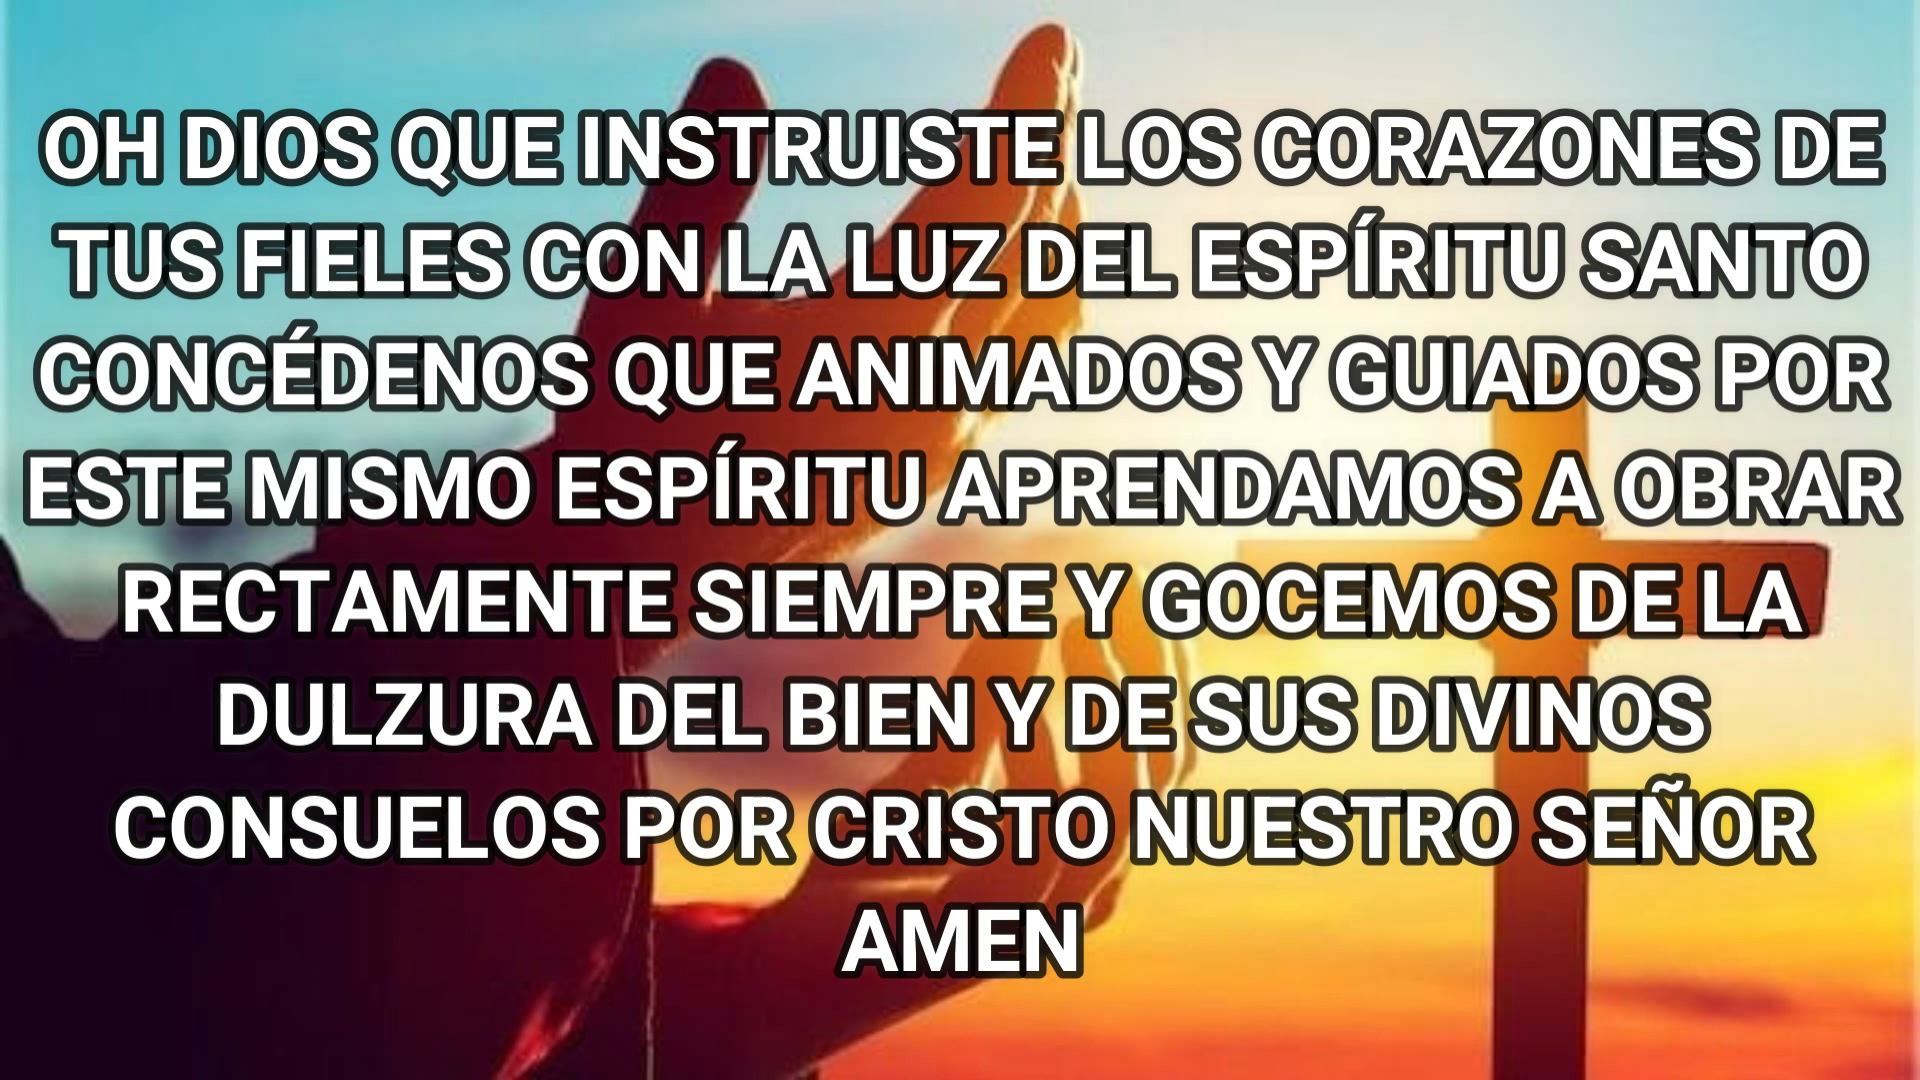 OH DIOS QUE INSTRUISTE LOS CORAZONES DE
TUS FIELES CON LA LUZ DEL ESPÍRITU SANTO
CONCÉDENOS QUE ANIMADOS Y GUIADOS POR
ESTE MISMO ESPÍRITU APRENDAMOS A OBRAR
RECTAMENTE SIEMPRE Y GOCEMOS DE LA
DULZURA DEL BIEN Y DE SUS DIVINOS
CONSUELOS POR CRISTO NUESTRO SEÑOR
AMEN